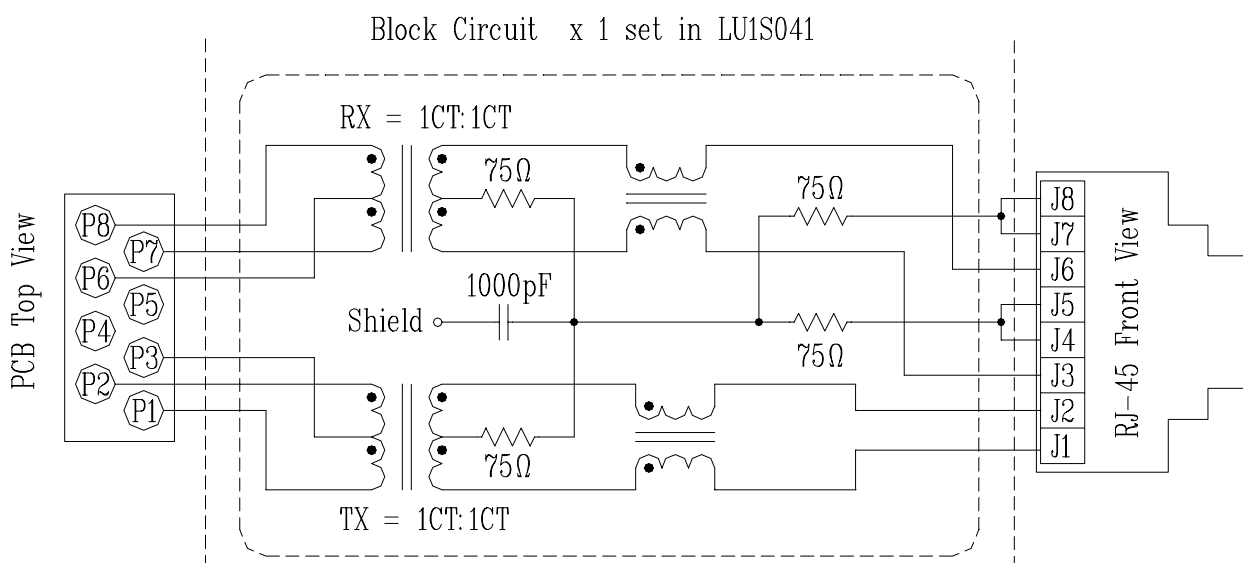 Block Circuit x 1 set in LU1S041
RX = 1CT:1CT
75Ω
75Ω
PCB Top View
P8
P7
P6
P5
P4
P3
P2
P1
1000pF
Shield
75Ω
75Ω
TX = 1CT:1CT
J8
J7
J6
J5
J4
J3
J2
J1
RJ-45 Front View